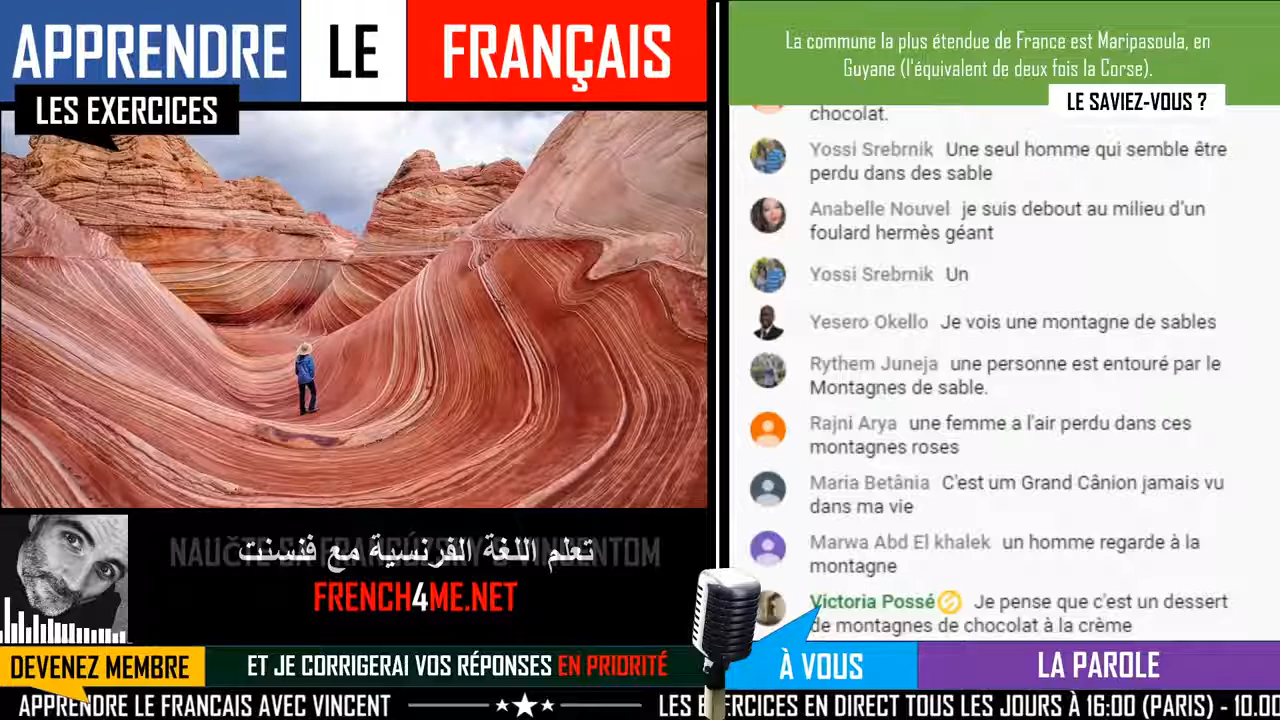 APPRENDRE LE FRANÇAIS
LES EXERCICES
La commune la plus étendue de France est Maripasoula, en
Guyane (l'équivalent de deux fois la Corse).
LE SAVIEZ-VOUS ?
chocolat.
Yossi Srebrnik Une seul homme qui semble être
perdu dans des sable
Anabelle Nouvel je suis debout au milieu d'un
foulard hermès géant
Yossi Srebrnik Un
Yesero Okello Je vois une montagne de sables
Rythem Juneja une personne est entouré par le
Montagnes de sable.
Rajni Arya une femme a l'air perdu dans ces
montagnes roses
Maria Betânia C'est um Grand Cânion jamais vu
dans ma vie
Marwa Abd El khalek un homme regarde à la
montagne
Victoria Possé Je pense que c'est un dessert
de montagnes de chocolat à la crème
تعلم اللغة الفرنسية مع فنسنت
FRENCH4ME.NET
DEVENEZ MEMBRE
ET JE CORRIGERAI VOS RÉPONSES EN PRIORITÉ
À VOUS
LA PAROLE
APPRENDRE LE FRANCAIS AVEC VINCENT
LES EXERCICES EN DIRECT TOUS LES JOURS À 16:00 (PARIS) - 10.00